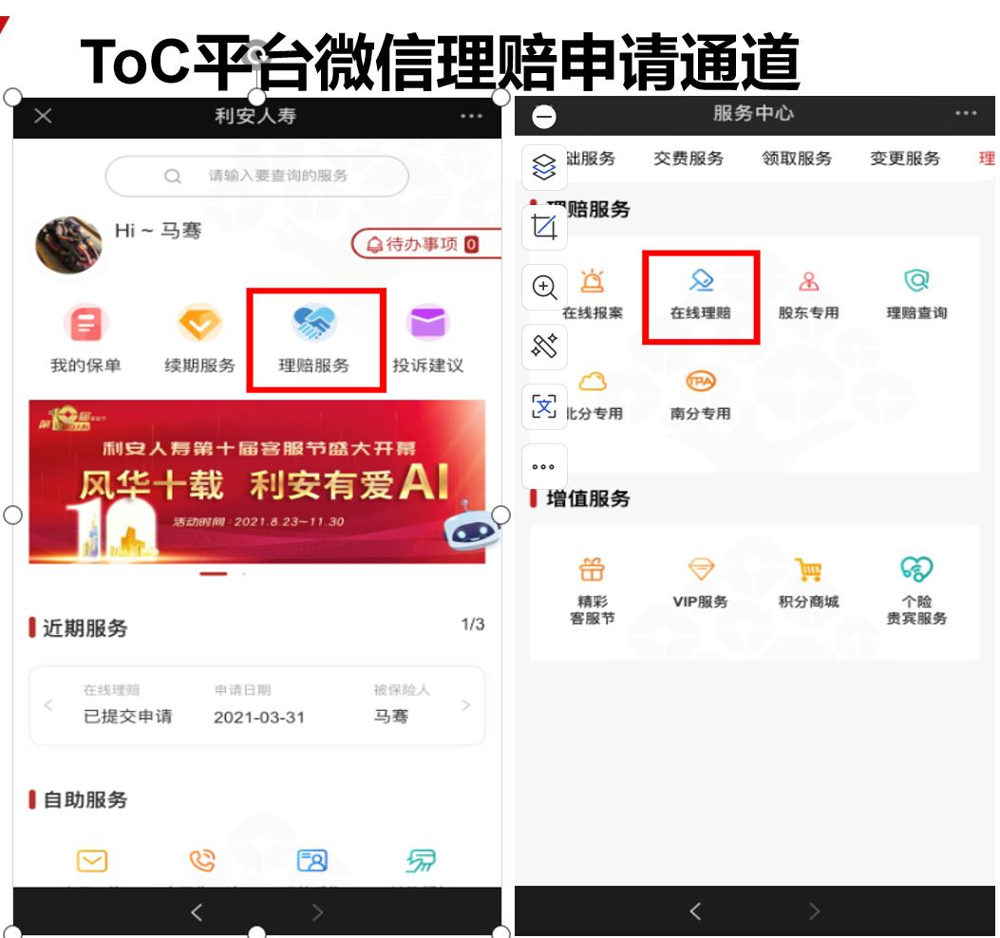 ToC平台微信理赔申请通道
利安人寿
请输入要查询的服务
Hi ~ 马骞
待办事项 0
我的保单
续期服务
理赔服务
投诉建议
第10届
利安人寿第十届客服节盛大开幕
风华十载 利安有爱AI
10
活动时间：2021.8.23~11.30
近期服务
1/3
在线理赔 申请日期 被保险人
已提交申请 2021-03-31 马骞
自助服务
服务中心
础服务 交费服务 领取服务 变更服务 理
理赔服务
在线报案 在线理赔 股东专用 理赔查询
TPA
北分专用 南分专用
文
增值服务
精彩
客服节
VIP服务
积分商城
个险
贵宾服务